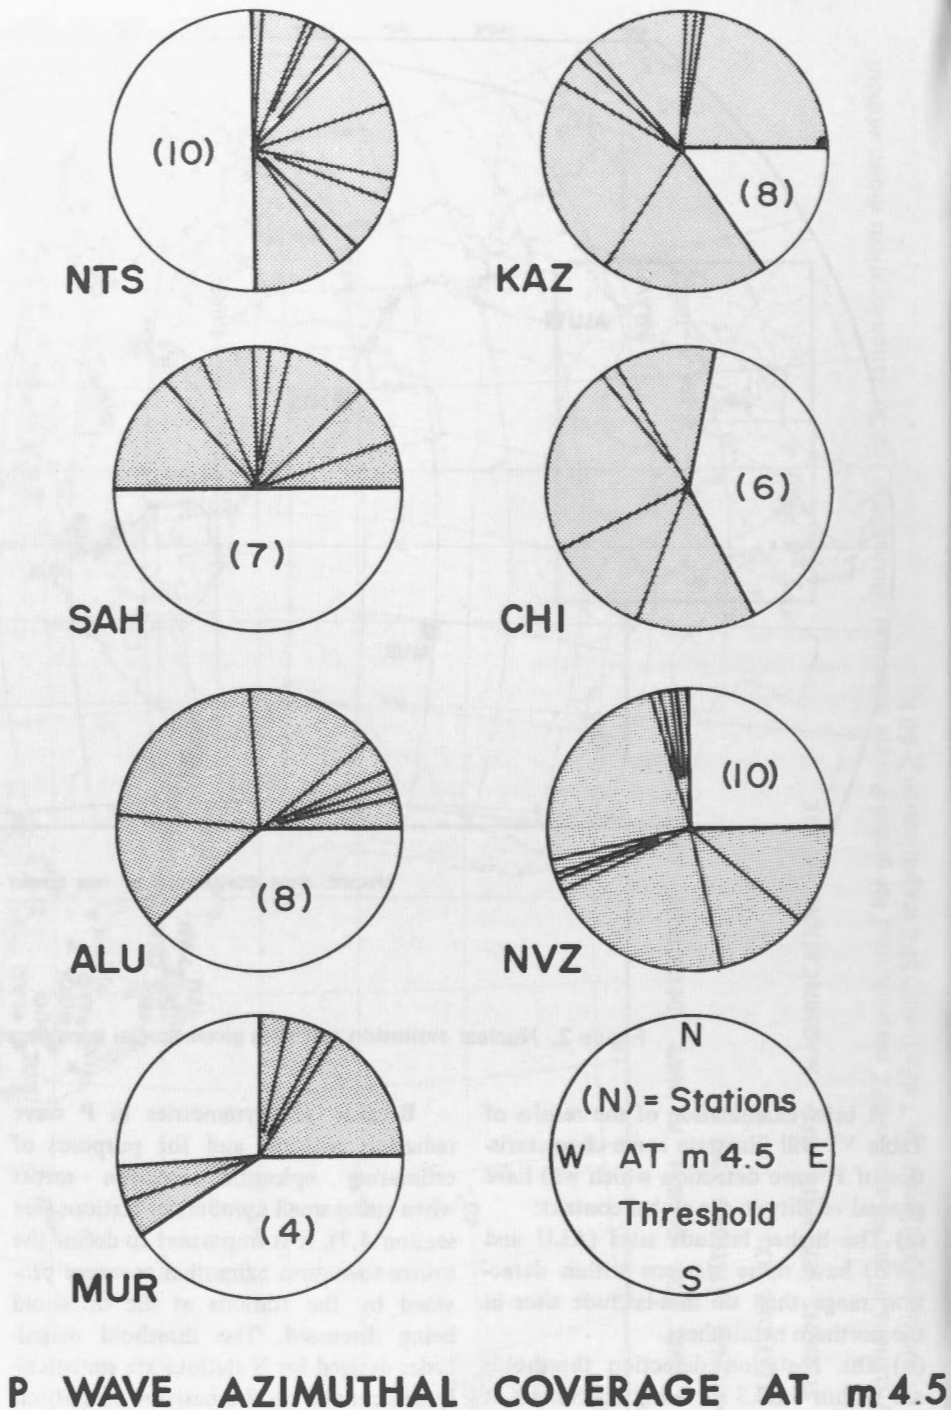 (10)
NTS
(8)
KAZ
(7)
SAH
(6)
CHI
(8)
ALU
(10)
NVZ
(4)
MUR
N
(N) = Stations
W AT m 4.5 E
Threshold
S
P WAVE AZIMUTHAL COVERAGE AT m 4.5